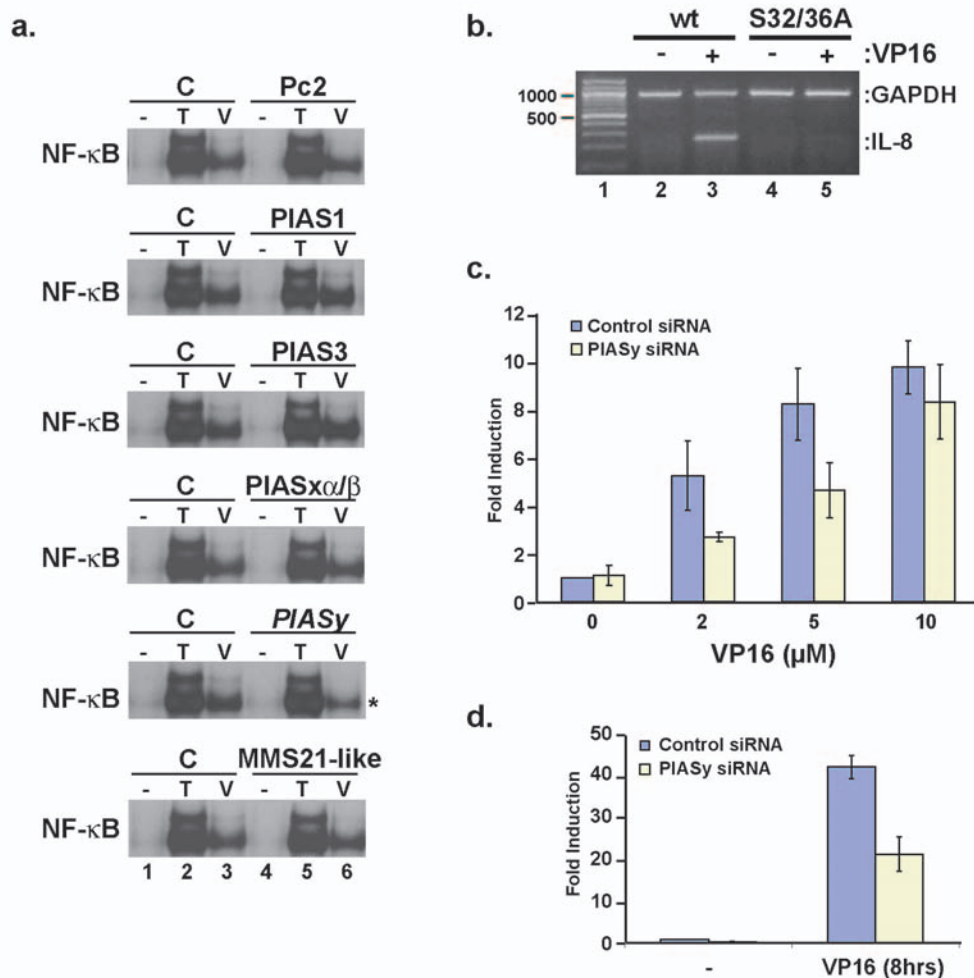 a.
C Pc2
- T V - T V
NF-κB
C PIAS1
- T V - T V
NF-κB
C PIAS3
- T V - T V
NF-κB
C PIASxα/β
- T V - T V
NF-κB
C PIASy
- T V - T V
NF-κB *
C MMS21-like
- T V - T V
NF-κB
1 2 3 4 5 6
b.
wt S32/36A
- + - + :VP16
1000 :GAPDH
500
:IL-8
1 2 3 4 5
c.
12
10
8
6
4
2
0
Fold Induction
Control siRNA
PIASy siRNA
0 2 5 10
VP16 (µM)
d.
50
40
30
20
10
0
Fold Induction
Control siRNA
PIASy siRNA
- VP16 (8hrs)